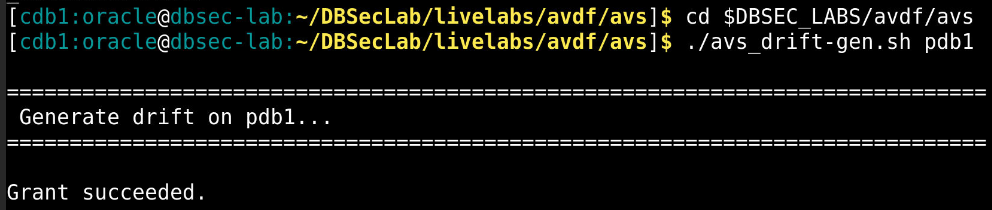 [cdb1:oracle@dbsec-lab:~/DBSecLab/livelabs/avdf/avs]$ cd $DBSEC_LABS/avdf/avs
[cdb1:oracle@dbsec-lab:~/DBSecLab/livelabs/avdf/avs]$ ./avs_drift-gen.sh pdb1
==============================================================================
Generate drift on pdb1...
==============================================================================
Grant succeeded.